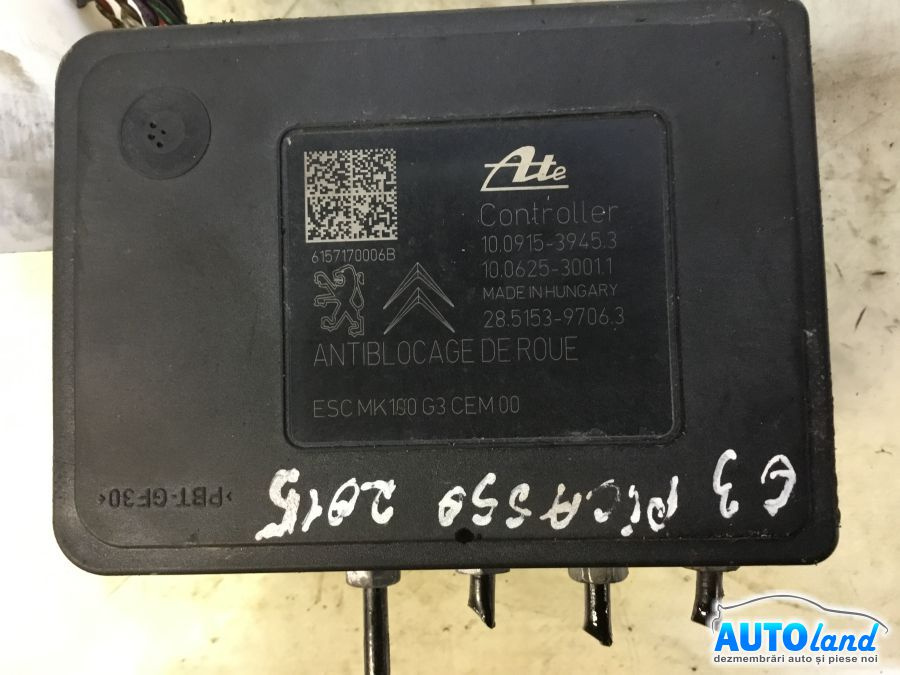 Ate
Controller
10.0915-3945.3
6157170006B
10.0625-3001.1
MADE IN HUNGARY
28.5153-9706.3
ANTIBLOCAGE DE ROUE
ESC MK100 G3 CEM 00
>PBT-GF30<
C3 PiCASSO 2015
AUTOland
dezmembrări auto și piese noi